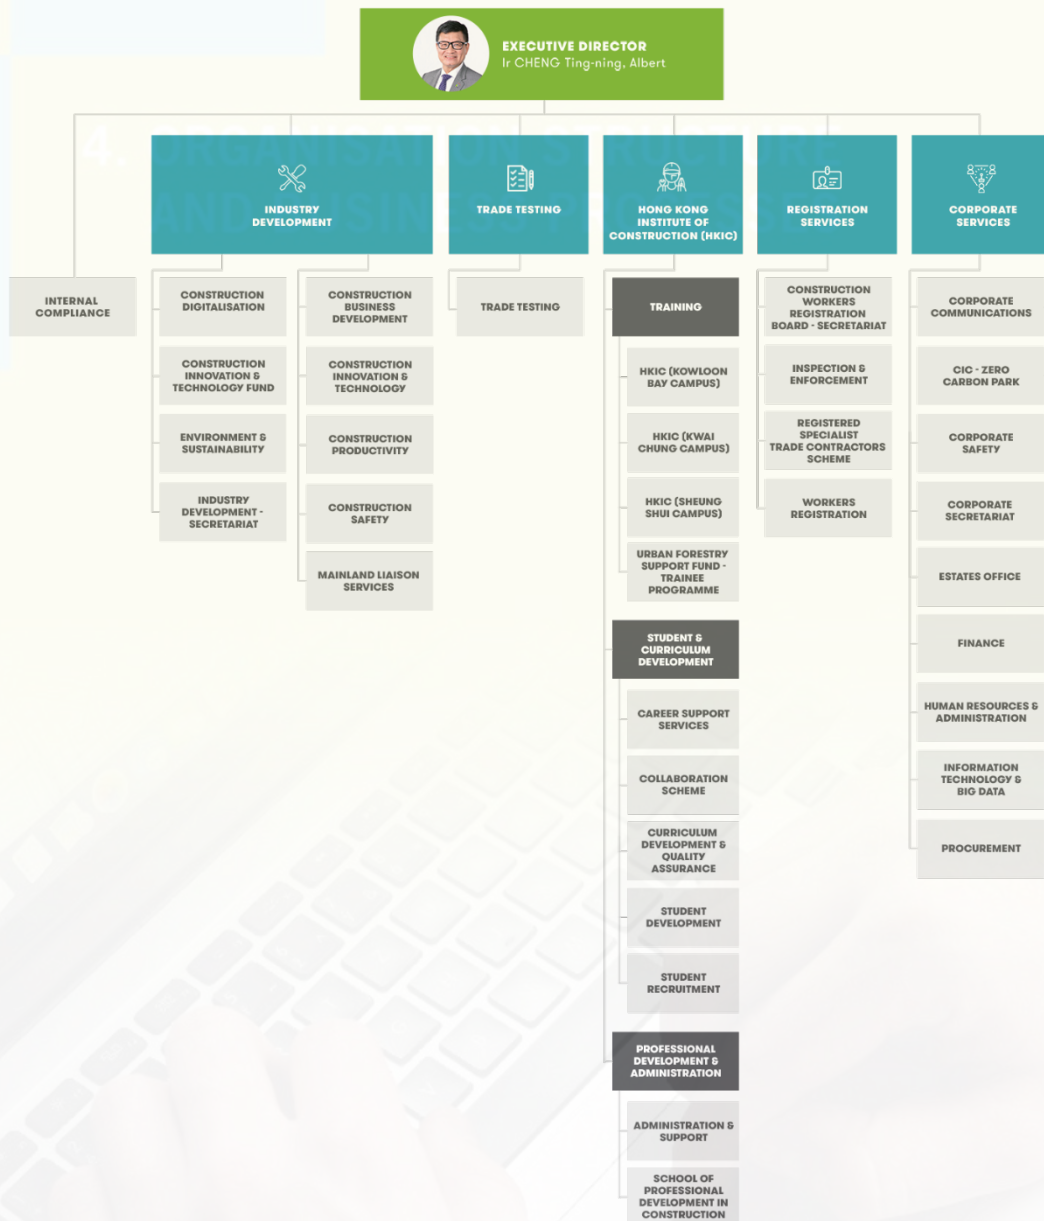 EXECUTIVE DIRECTOR
Ir CHENG Ting-ning, Albert
4. ORGANISATION STRUCTURE
AND BUSINESS PROCESSES
INDUSTRY
DEVELOPMENT
TRADE TESTING
HONG KONG
INSTITUTE OF
CONSTRUCTION (HKIC)
REGISTRATION
SERVICES
CORPORATE
SERVICES
INTERNAL
COMPLIANCE
CONSTRUCTION
DIGITALISATION
CONSTRUCTION
INNOVATION &
TECHNOLOGY FUND
ENVIRONMENT &
SUSTAINABILITY
INDUSTRY
DEVELOPMENT -
SECRETARIAT
CONSTRUCTION
BUSINESS
DEVELOPMENT
CONSTRUCTION
INNOVATION &
TECHNOLOGY
CONSTRUCTION
PRODUCTIVITY
CONSTRUCTION
SAFETY
MAINLAND LIAISON
SERVICES
TRADE TESTING
TRAINING
HKIC (KOWLOON
BAY CAMPUS)
HKIC (KWAI
CHUNG CAMPUS)
HKIC (SHEUNG
SHUI CAMPUS)
URBAN FORESTRY
SUPPORT FUND -
TRAINEE
PROGRAMME
STUDENT &
CURRICULUM
DEVELOPMENT
CAREER SUPPORT
SERVICES
COLLABORATION
SCHEME
CURRICULUM
DEVELOPMENT &
QUALITY
ASSURANCE
STUDENT
DEVELOPMENT
STUDENT
RECRUITMENT
PROFESSIONAL
DEVELOPMENT &
ADMINISTRATION
ADMINISTRATION &
SUPPORT
SCHOOL OF
PROFESSIONAL
DEVELOPMENT IN
CONSTRUCTION
CONSTRUCTION
WORKERS
REGISTRATION
BOARD - SECRETARIAT
INSPECTION &
ENFORCEMENT
REGISTERED
SPECIALIST
TRADE CONTRACTORS
SCHEME
WORKERS
REGISTRATION
CORPORATE
COMMUNICATIONS
CIC - ZERO
CARBON PARK
CORPORATE
SAFETY
CORPORATE
SECRETARIAT
ESTATES OFFICE
FINANCE
HUMAN RESOURCES &
ADMINISTRATION
INFORMATION
TECHNOLOGY &
BIG DATA
PROCUREMENT